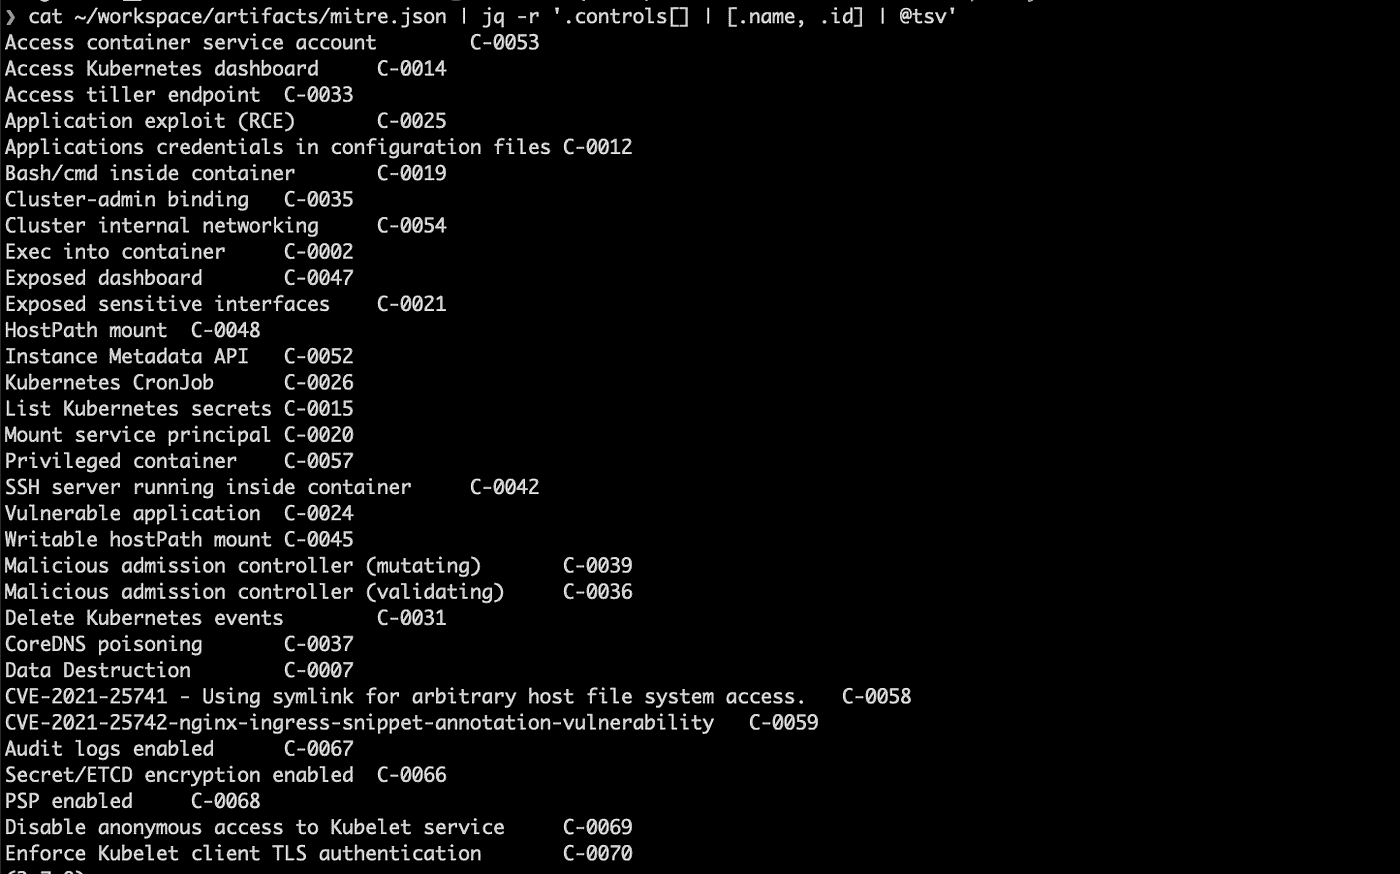 ❯ cat ~/workspace/artifacts/mitre.json | jq -r '.controls[] | [.name, .id] | @tsv'
Access container service account C-0053
Access Kubernetes dashboard C-0014
Access tiller endpoint C-0033
Application exploit (RCE) C-0025
Applications credentials in configuration files C-0012
Bash/cmd inside container C-0019
Cluster-admin binding C-0035
Cluster internal networking C-0054
Exec into container C-0002
Exposed dashboard C-0047
Exposed sensitive interfaces C-0021
HostPath mount C-0048
Instance Metadata API C-0052
Kubernetes CronJob C-0026
List Kubernetes secrets C-0015
Mount service principal C-0020
Privileged container C-0057
SSH server running inside container C-0042
Vulnerable application C-0024
Writable hostPath mount C-0045
Malicious admission controller (mutating) C-0039
Malicious admission controller (validating) C-0036
Delete Kubernetes events C-0031
CoreDNS poisoning C-0037
Data Destruction C-0007
CVE-2021-25741 - Using symlink for arbitrary host file system access. C-0058
CVE-2021-25742-nginx-ingress-snippet-annotation-vulnerability C-0059
Audit logs enabled C-0067
Secret/ETCD encryption enabled C-0066
PSP enabled C-0068
Disable anonymous access to Kubelet service C-0069
Enforce Kubelet client TLS authentication C-0070